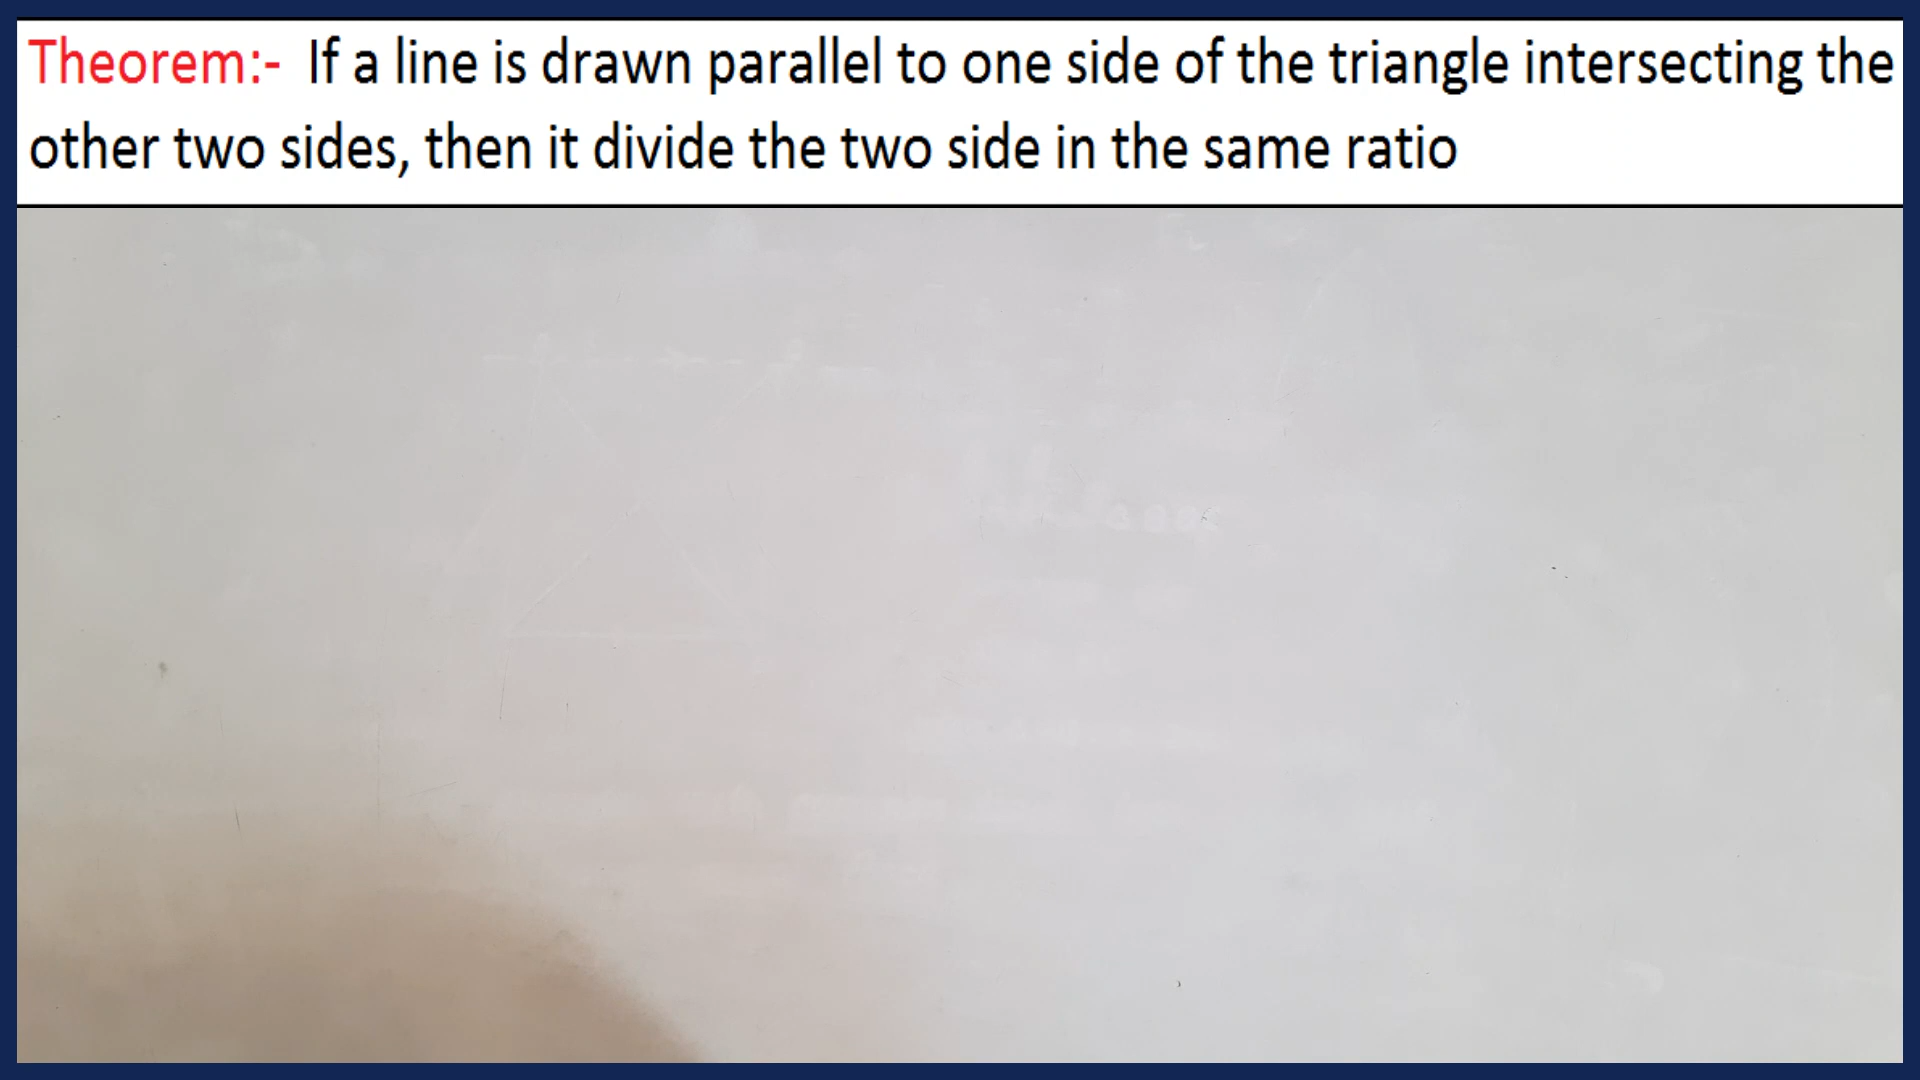 Theorem:- If a line is drawn parallel to one side of the triangle intersecting the
other two sides, then it divide the two side in the same ratio